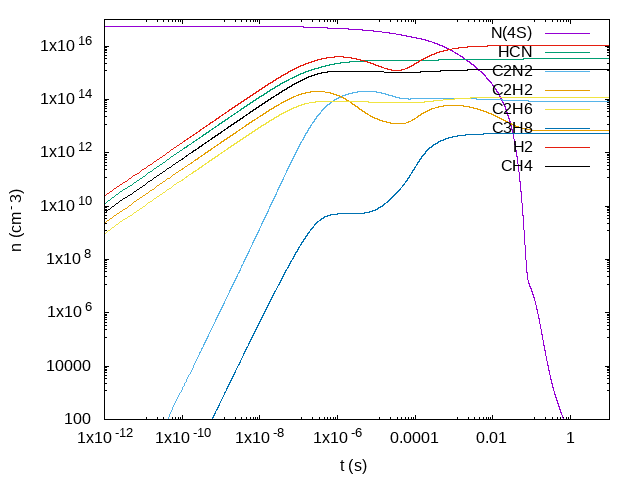 1x10 16
1x10 14
1x10 12
1x10 10
1x10 8
1x10 6
10000
100
n (cm-3)
N(4S)
HCN
C2N2
C2H2
C2H6
C3H8
H2
CH4
1x10 -12
1x10 -10
1x10 -8
1x10 -6
0.0001
0.01
1
t (s)